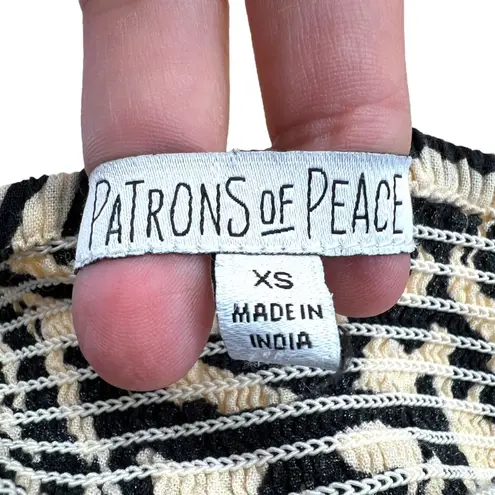 PATRONS OF PEACE
XS
MADE IN
INDIA